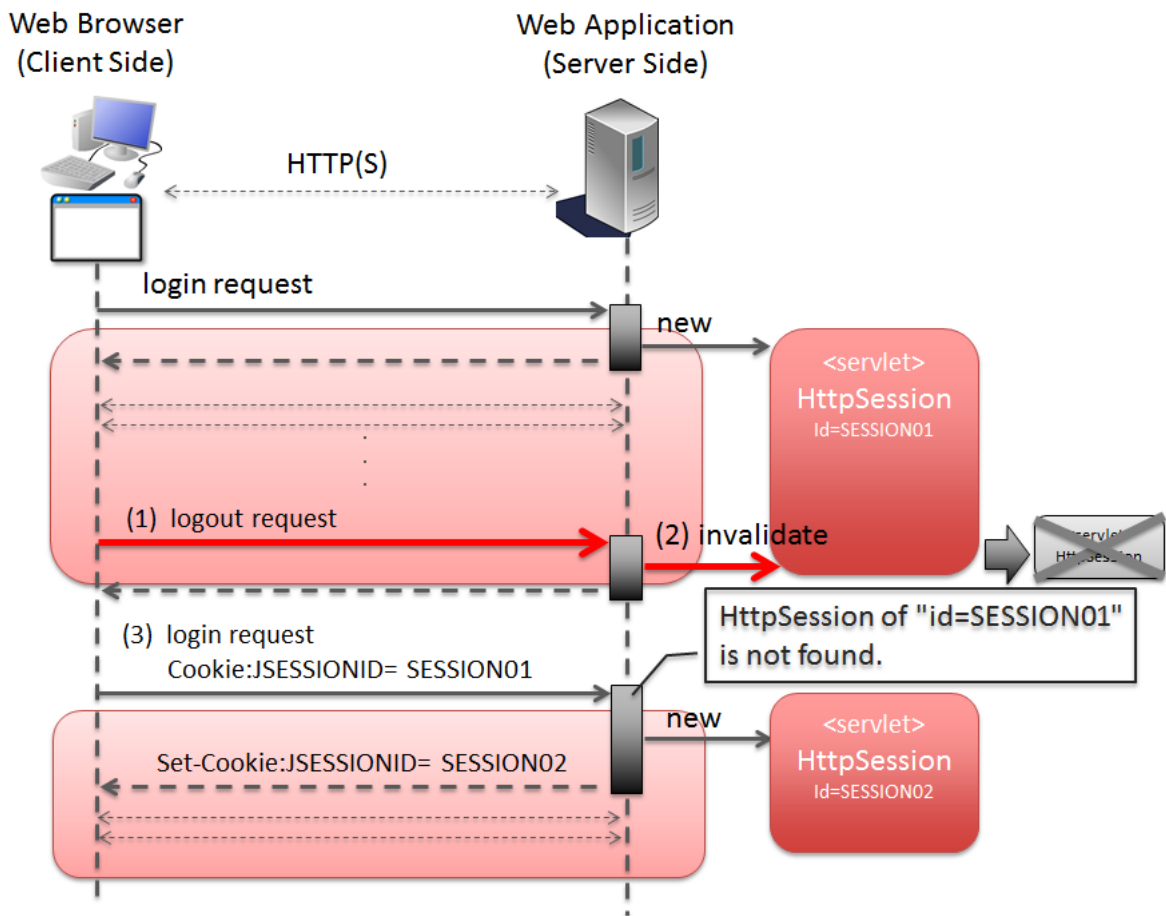 Web Browser
(Client Side)
Web Application
(Server Side)
HTTP(S)
login request
new
<servlet>
HttpSession
Id=SESSION01
.
.
.
(1) logout request
(2) invalidate
<servlet>
HttpSession
HttpSession of "id=SESSION01"
is not found.
(3) login request
Cookie:JSESSIONID= SESSION01
new
<servlet>
HttpSession
Id=SESSION02
Set-Cookie:JSESSIONID= SESSION02